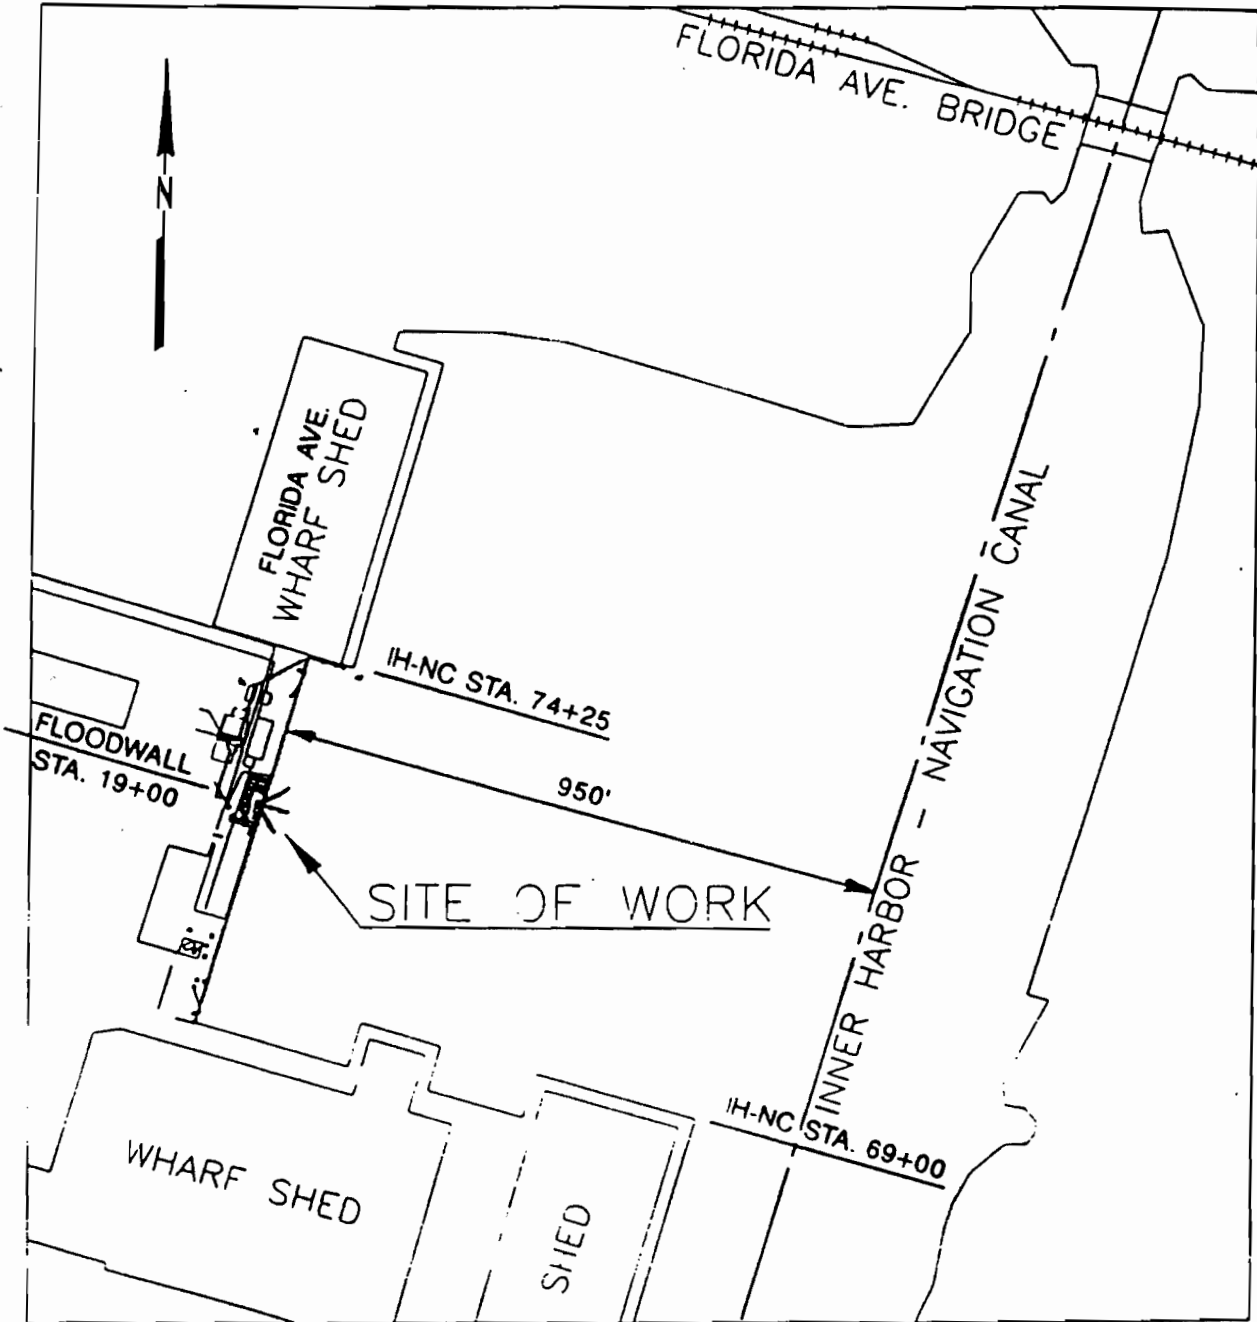 FLORIDA AVE. BRIDGE
N
FLORIDA AVE.
WHARF SHED
IH-NC STA. 74+25
FLOODWALL
STA. 19+00
950'
INNER HARBOR - NAVIGATION CANAL
SITE OF WORK
IH-NC STA. 69+00
WHARF SHED
SHED